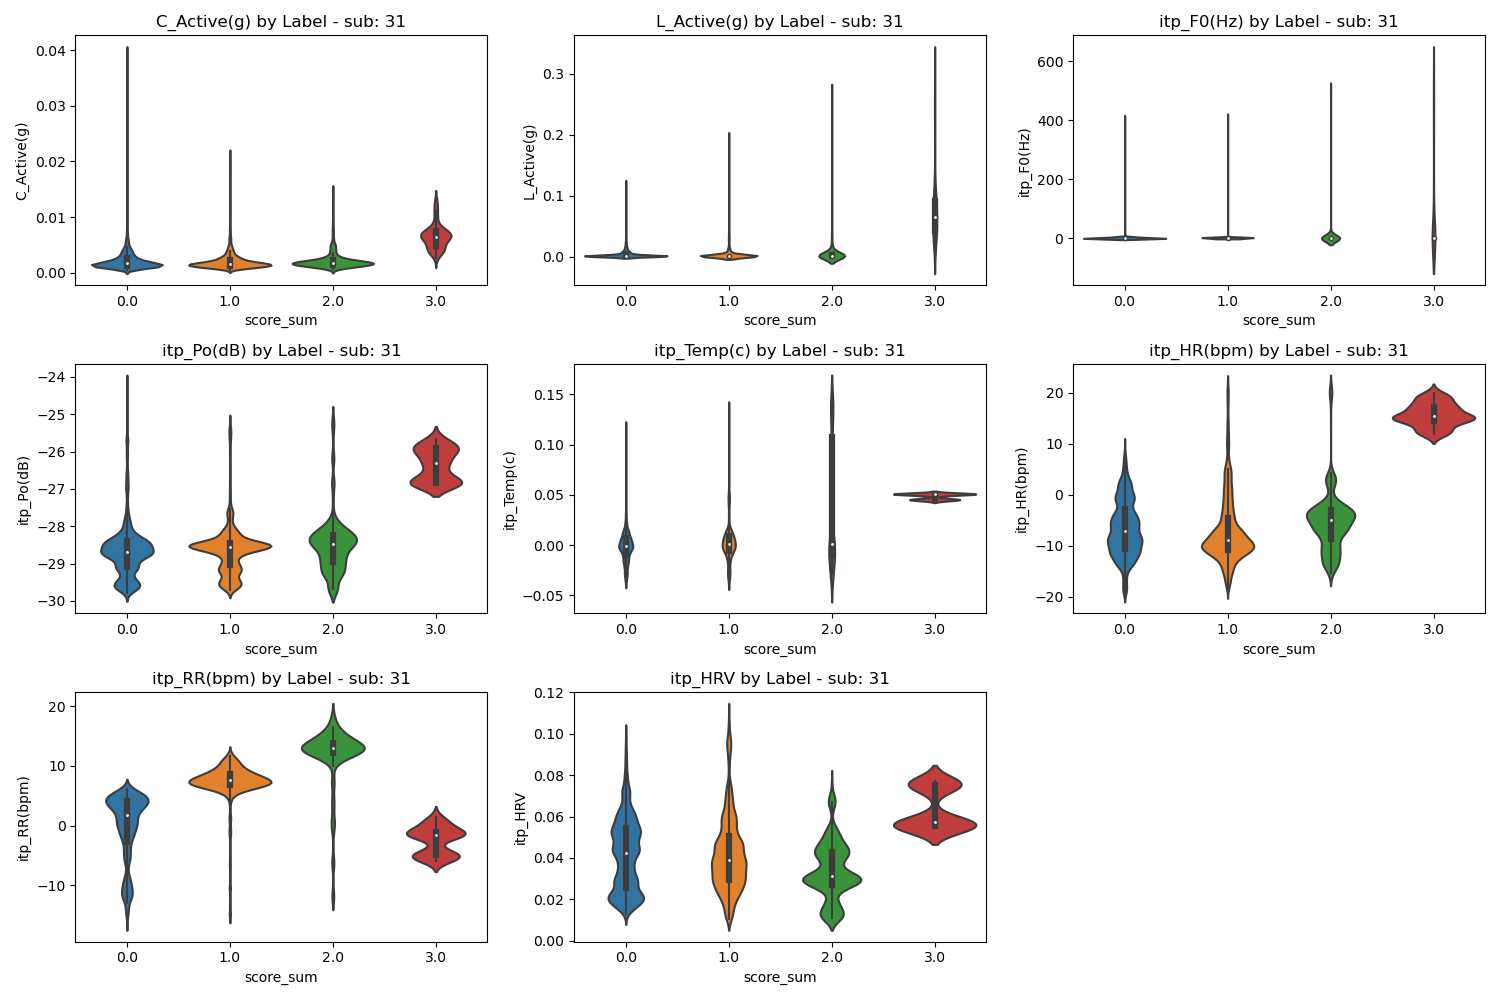 C_Active(g) by Label - sub: 31
0.04
0.03
0.02
0.01
0.00
C_Active(g)
0.0 1.0 2.0 3.0
score_sum
L_Active(g) by Label - sub: 31
0.3
0.2
0.1
0.0
L_Active(g)
0.0 1.0 2.0 3.0
score_sum
itp_F0(Hz) by Label - sub: 31
600
400
200
0
itp_F0(Hz)
0.0 1.0 2.0 3.0
score_sum
itp_Po(dB) by Label - sub: 31
−24
−25
−26
−27
−28
−29
−30
itp_Po(dB)
0.0 1.0 2.0 3.0
score_sum
itp_Temp(c) by Label - sub: 31
0.15
0.10
0.05
0.00
−0.05
itp_Temp(c)
0.0 1.0 2.0 3.0
score_sum
itp_HR(bpm) by Label - sub: 31
20
10
0
−10
−20
itp_HR(bpm)
0.0 1.0 2.0 3.0
score_sum
itp_RR(bpm) by Label - sub: 31
20
10
0
−10
itp_RR(bpm)
0.0 1.0 2.0 3.0
score_sum
itp_HRV by Label - sub: 31
0.12
0.10
0.08
0.06
0.04
0.02
0.00
itp_HRV
0.0 1.0 2.0 3.0
score_sum